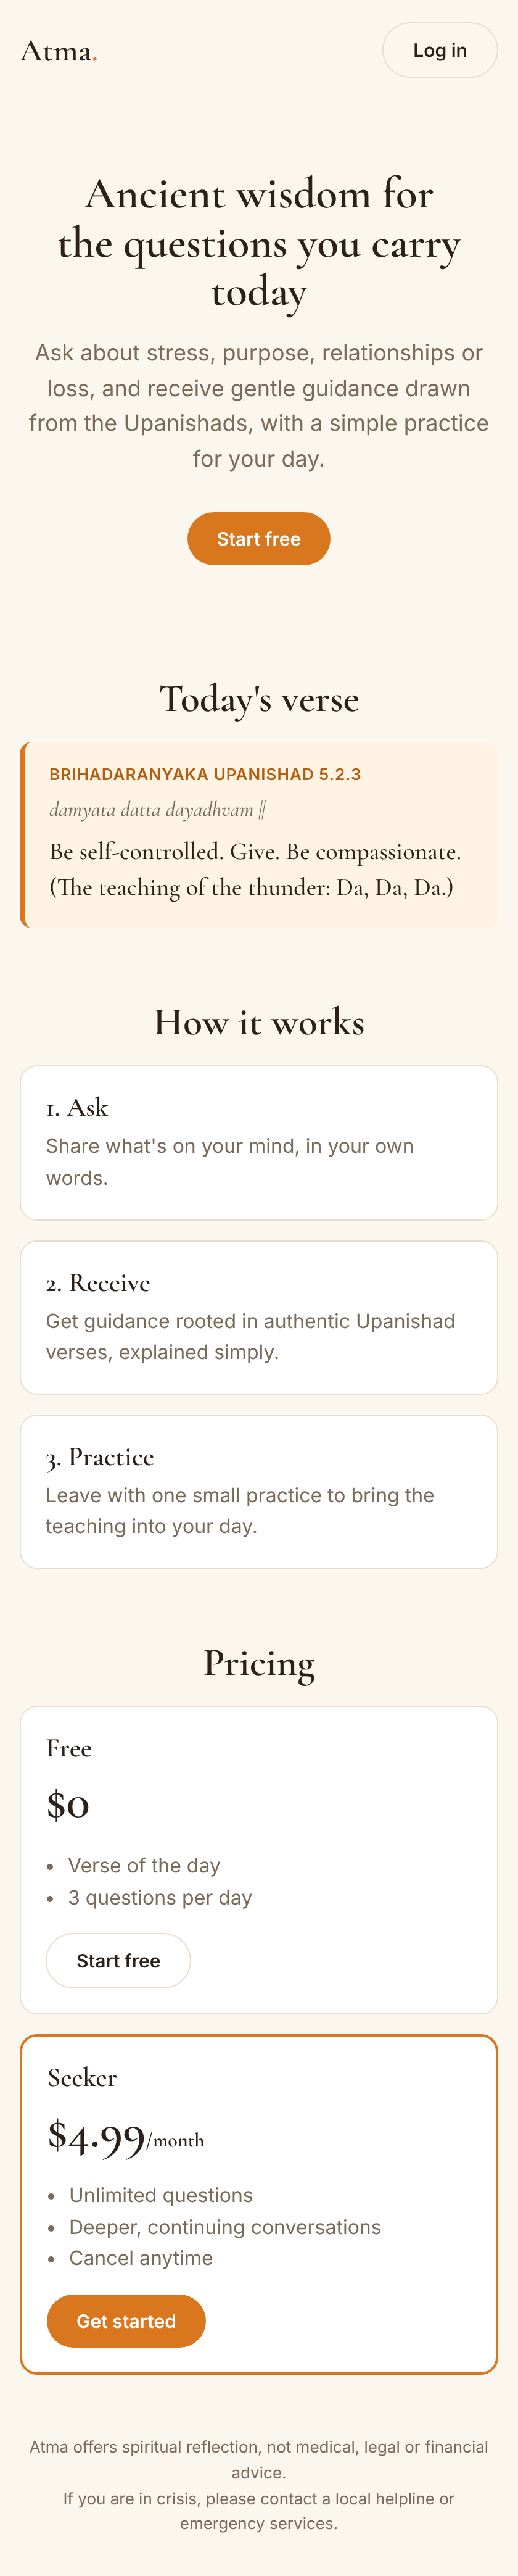 Atma.
Log in
Ancient wisdom for
the questions you carry
today
Ask about stress, purpose, relationships or
loss, and receive gentle guidance drawn
from the Upanishads, with a simple practice
for your day.
Start free
Today's verse
BRIHADARANYAKA UPANISHAD 5.2.3
damyata datta dayadhvam ||
Be self-controlled. Give. Be compassionate.
(The teaching of the thunder: Da, Da, Da.)
How it works
1. Ask
Share what's on your mind, in your own
words.
2. Receive
Get guidance rooted in authentic Upanishad
verses, explained simply.
3. Practice
Leave with one small practice to bring the
teaching into your day.
Pricing
Free
$0
• Verse of the day
• 3 questions per day
Start free
Seeker
$4.99/month
• Unlimited questions
• Deeper, continuing conversations
• Cancel anytime
Get started
Atma offers spiritual reflection, not medical, legal or financial
advice.
If you are in crisis, please contact a local helpline or
emergency services.